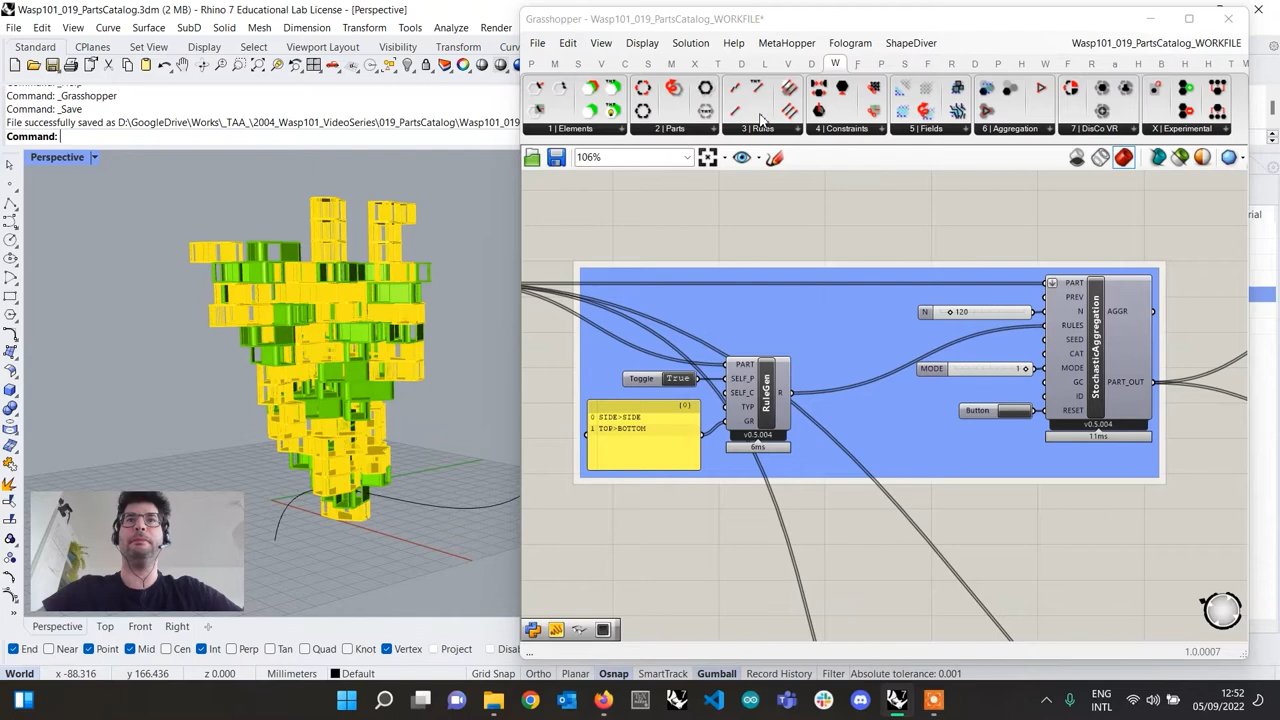 Wasp101_019_PartsCatalog.3dm (2 MB) - Rhino 7 Educational Lab License - [Perspective]
File Edit View Curve Surface SubD Solid Mesh Dimension Transform Tools Analyze Render
Standard CPlanes Set View Display Select Viewport Layout Visibility Transform Curve
Command: _Grasshopper
Command: _Save
File successfully saved as D:\GoogleDrive\Works\_TAA_\2004_Wasp101_VideoSeries\019_PartsCatalog\Wasp101_019
Command:
Perspective
Grasshopper - Wasp101_019_PartsCatalog_WORKFILE*
File Edit View Display Solution Help MetaHopper Fologram ShapeDiver
Wasp101_019_PartsCatalog_WORKFILE
P M S V C S M I T D L V K P H W F G K C M F R a H
1 | Elements
2 | Parts
3 | Rules
4 | Constraints
5 | Fields
6 | Aggregation
7 | DisCo VR
X | Experimental
106%
N 120
Toggle True
{0}
0 SIDE>SIDE
1 TOP>BOTTOM
PART
SELF_P
SELF_C
TYP
GR
RuleGen
R
v0.5.004
6ms
MODE 1
Button
PART
PREV
N
RULES
SEED
CAT
MODE
GC
ID
RESET
StochasticAggregation
AGGR
PART_OUT
v0.5.004
11ms
...
1.0.0007
Perspective Top Front Right
End Near Point Mid Cen Int Perp Tan Quad Knot Vertex Project Disab
World x -88.316 y 166.436 z 0.000 Millimeters Default Grid Snap Ortho Planar Osnap SmartTrack Gumball Record History Filter Absolute tolerance: 0.001
ENG
INTL
12:52
05/09/2022